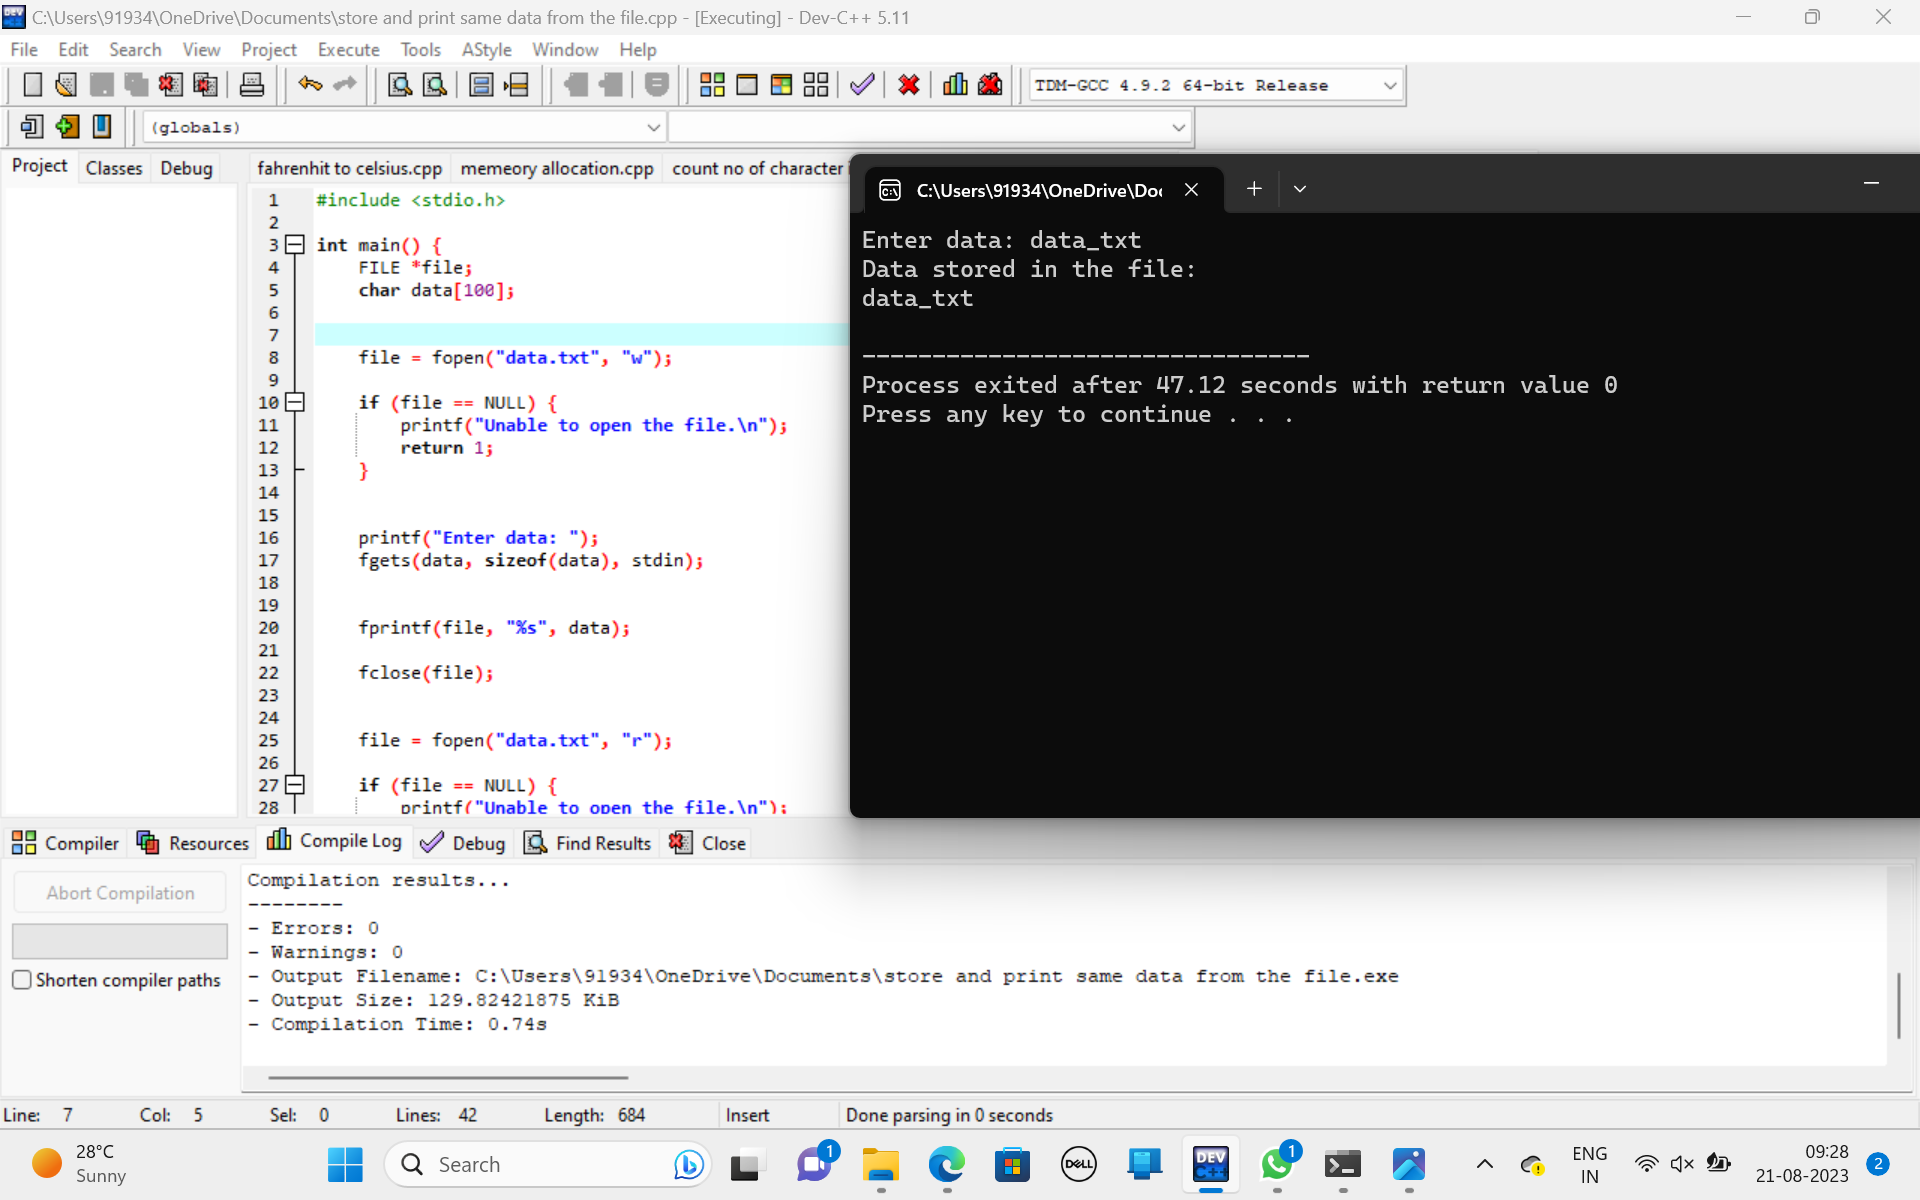 C:\Users\91934\OneDrive\Documents\store and print same data from the file.cpp - [Executing] - Dev-C++ 5.11
File Edit Search View Project Execute Tools AStyle Window Help
TDM-GCC 4.9.2 64-bit Release
(globals)
Project Classes Debug
fahrenhit to celsius.cpp memeory allocation.cpp count no of character
1 #include <stdio.h>
2
3 int main() {
4 FILE *file;
5 char data[100];
6
7
8 file = fopen("data.txt", "w");
9
10 if (file == NULL) {
11 printf("Unable to open the file.\n");
12 return 1;
13 }
14
15
16 printf("Enter data: ");
17 fgets(data, sizeof(data), stdin);
18
19
20 fprintf(file, "%s", data);
21
22 fclose(file);
23
24
25 file = fopen("data.txt", "r");
26
27 if (file == NULL) {
28 printf("Unable to open the file.\n");
C:\Users\91934\OneDrive\Doc
Enter data: data_txt
Data stored in the file:
data_txt
--------------------------------
Process exited after 47.12 seconds with return value 0
Press any key to continue . . .
Compiler Resources Compile Log Debug Find Results Close
Abort Compilation
Shorten compiler paths
Compilation results...
--------
- Errors: 0
- Warnings: 0
- Output Filename: C:\Users\91934\OneDrive\Documents\store and print same data from the file.exe
- Output Size: 129.82421875 KiB
- Compilation Time: 0.74s
Line: 7 Col: 5 Sel: 0 Lines: 42 Length: 684 Insert Done parsing in 0 seconds
28°C
Sunny
Search
1
DELL
DEV
C++
1
ENG
IN
09:28
21-08-2023
2